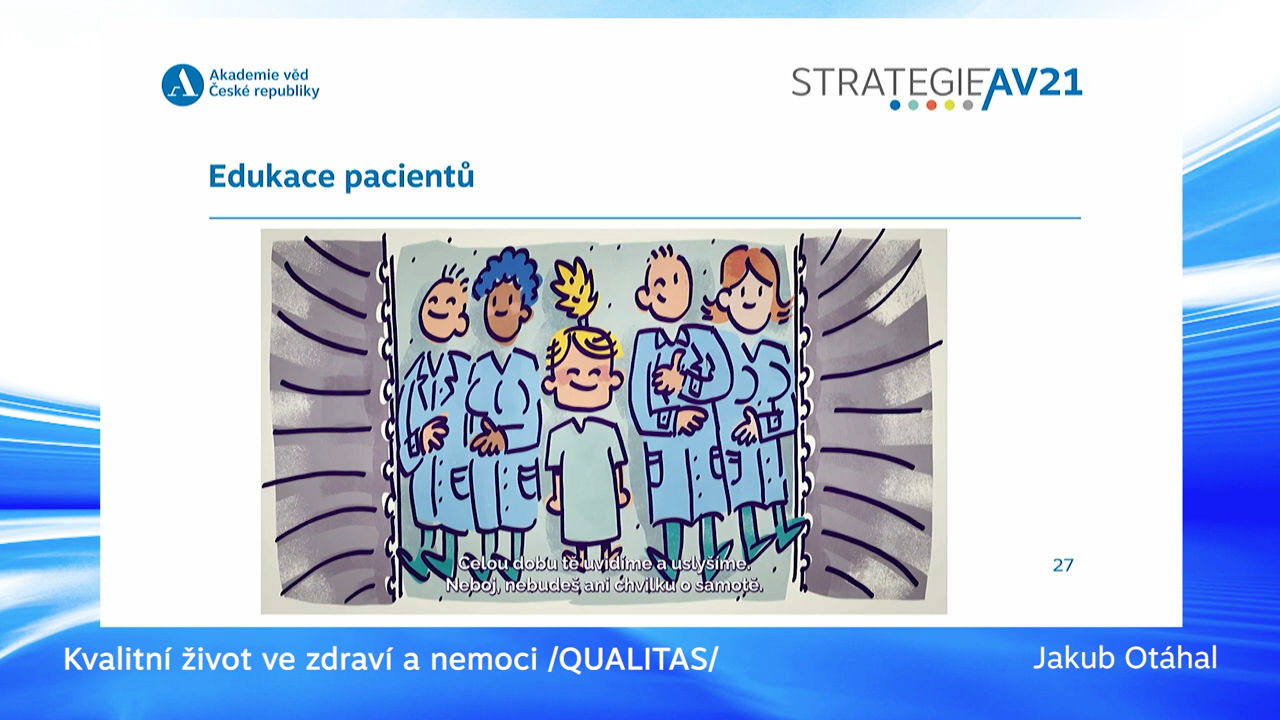 Akademie věd
České republiky
STRATEGIE/AV21
Edukace pacientů
Celou dobu tě uvidíme a uslyšíme.
Neboj, nebudeš ani chvilku o samotě.
27
Kvalitní život ve zdraví a nemoci /QUALITAS/
Jakub Otáhal